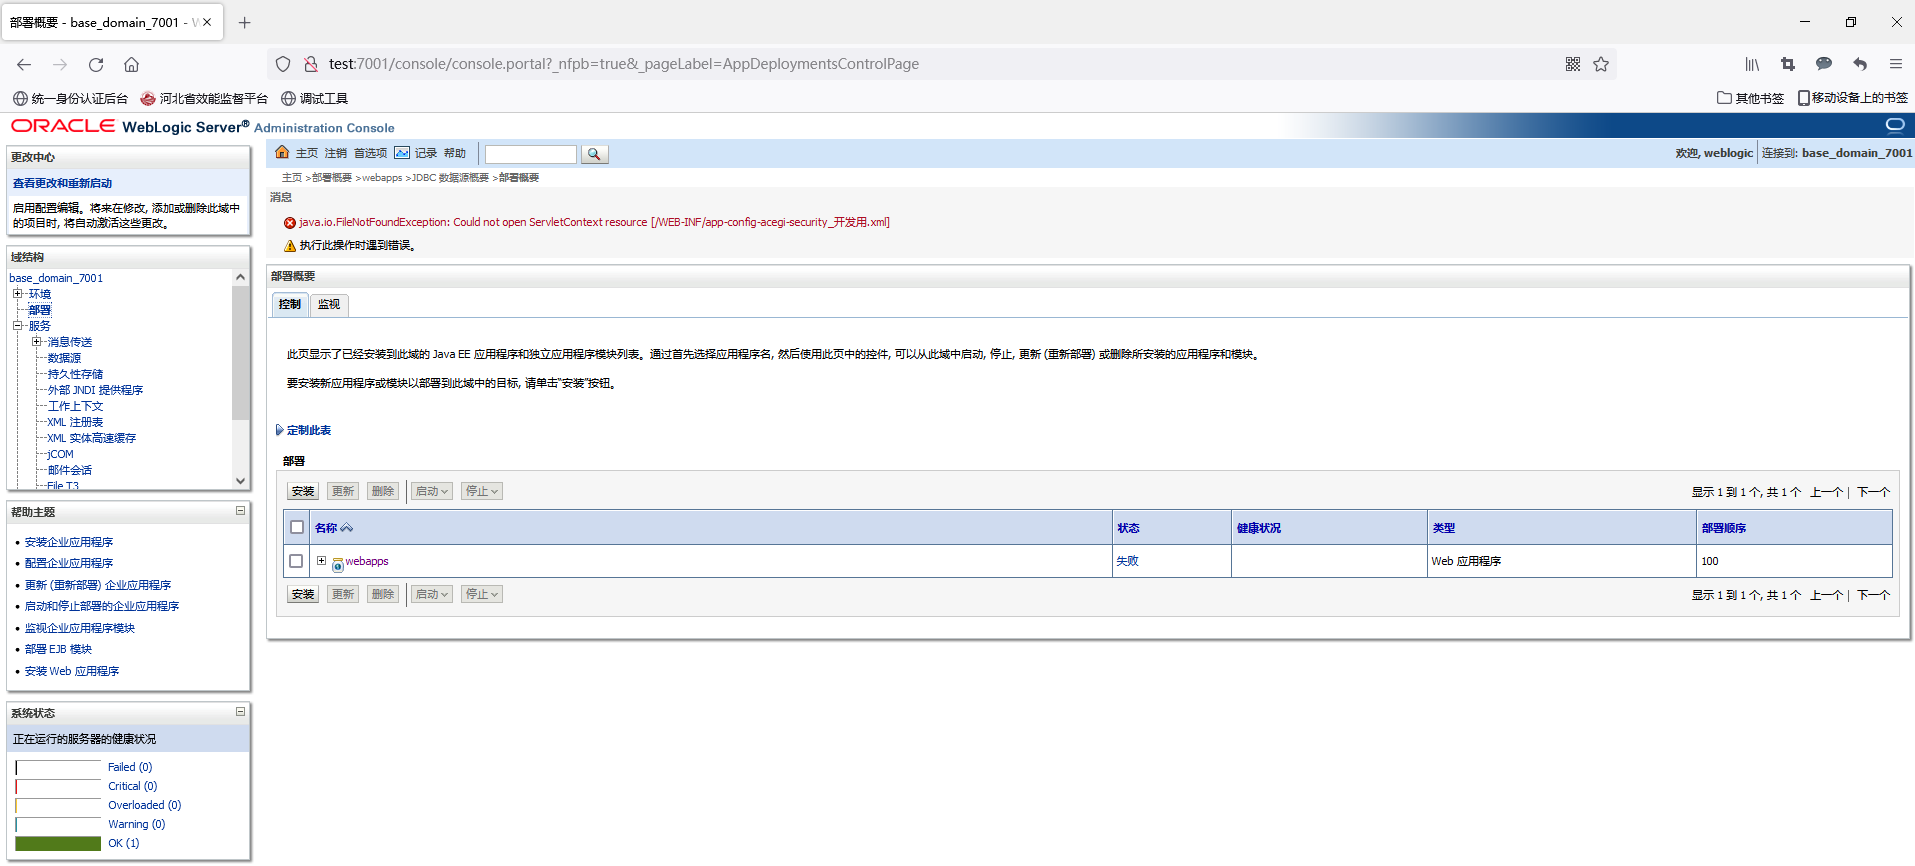 部署概要 - base_domain_7001 - W
test:7001/console/console.portal?_nfpb=true&_pageLabel=AppDeploymentsControlPage
统一身份认证后台 河北省效能监督平台 调试工具 其他书签 移动设备上的书签
ORACLE WebLogic Server® Administration Console
更改中心
查看更改和重新启动
启用配置编辑。将来在修改, 添加或删除此域中
的项目时, 将自动激活这些更改。
域结构
base_domain_7001
环境
部署
服务
消息传送
数据源
持久性存储
外部 JNDI 提供程序
工作上下文
XML 注册表
XML 实体高速缓存
jCOM
邮件会话
File T3
帮助主题
安装企业应用程序
配置企业应用程序
更新 (重新部署) 企业应用程序
启动和停止部署的企业应用程序
监视企业应用程序模块
部署 EJB 模块
安装 Web 应用程序
系统状态
正在运行的服务器的健康状况
Failed (0)
Critical (0)
Overloaded (0)
Warning (0)
OK (1)
主页 注销 首选项 记录 帮助
欢迎, weblogic 连接到: base_domain_7001
主页 >部署概要 >webapps >JDBC 数据源概要 >部署概要
消息
java.io.FileNotFoundException: Could not open ServletContext resource [/WEB-INF/app-config-acegi-security_开发用.xml]
执行此操作时遇到错误。
部署概要
控制 监视
此页显示了已经安装到此域的 Java EE 应用程序和独立应用程序模块列表。通过首先选择应用程序名, 然后使用此页中的控件, 可以从此域中启动, 停止, 更新 (重新部署) 或删除所安装的应用程序和模块。
要安装新应用程序或模块以部署到此域中的目标, 请单击"安装"按钮。
定制此表
部署
安装 更新 删除 启动 停止 显示 1 到 1 个, 共 1 个 上一个 | 下一个
名称 状态 健康状况 类型 部署顺序
webapps 失败 Web 应用程序 100
安装 更新 删除 启动 停止 显示 1 到 1 个, 共 1 个 上一个 | 下一个